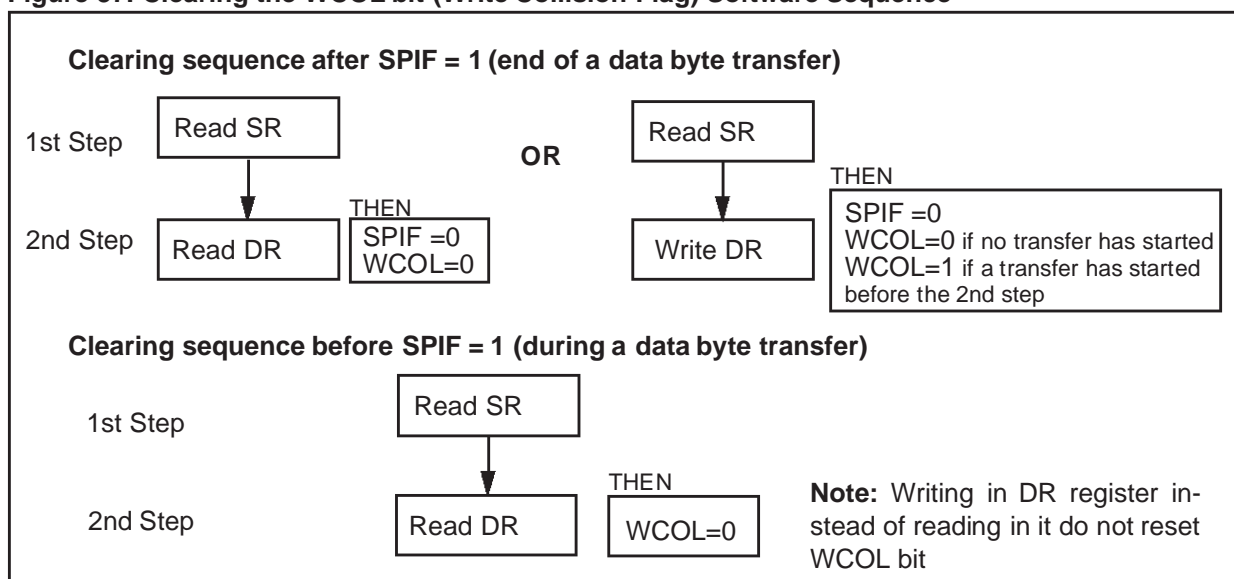 Clearing sequence after SPIF = 1 (end of a data byte transfer)
1st Step
Read SR
OR
Read SR
THEN
2nd Step
Read DR
THEN
SPIF =0
WCOL=0
Write DR
SPIF =0
WCOL=0 if no transfer has started
WCOL=1 if a transfer has started
before the 2nd step
Clearing sequence before SPIF = 1 (during a data byte transfer)
1st Step
Read SR
2nd Step
Read DR
THEN
WCOL=0
Note: Writing in DR register in-
stead of reading in it do not reset
WCOL bit